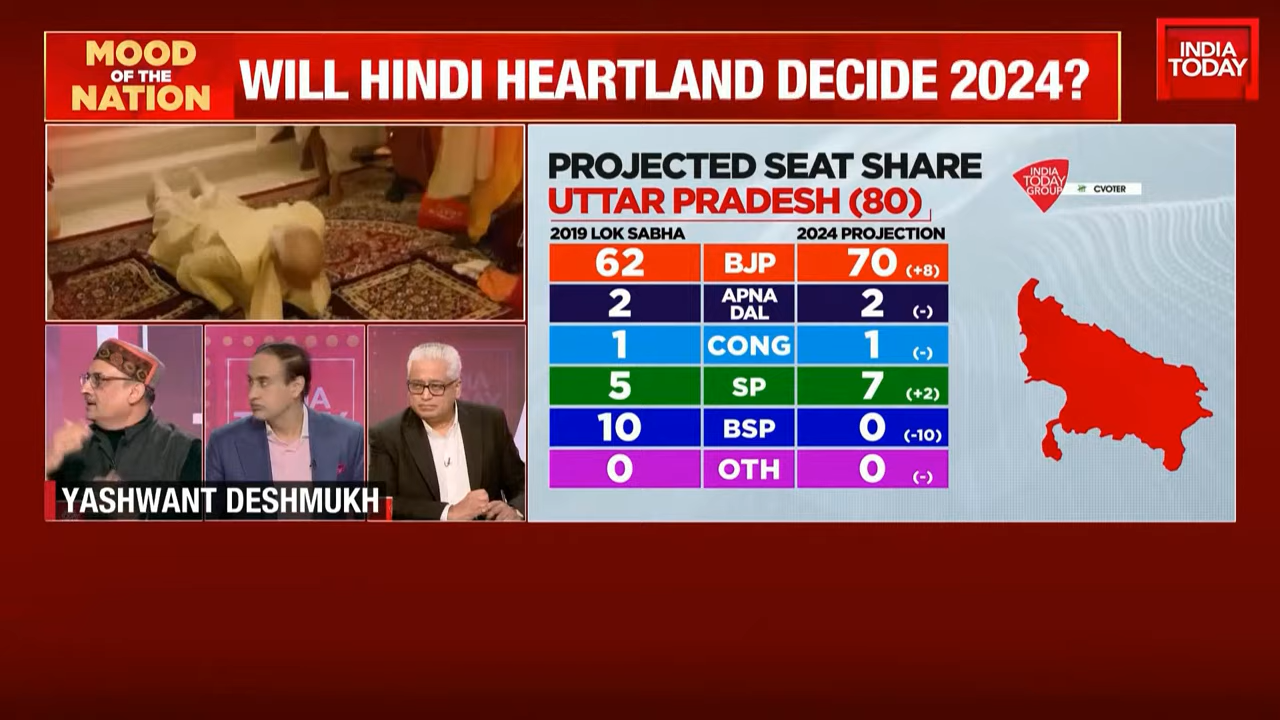 MOOD
OF THE
NATION
WILL HINDI HEARTLAND DECIDE 2024?
INDIA
TODAY
PROJECTED SEAT SHARE
UTTAR PRADESH (80)
INDIA
TODAY
GROUP
CVOTER
2019 LOK SABHA
2024 PROJECTION
62 BJP 70 (+8)
2 APNA DAL 2 (-)
1 CONG 1 (-)
5 SP 7 (+2)
10 BSP 0 (-10)
0 OTH 0 (-)
YASHWANT DESHMUKH